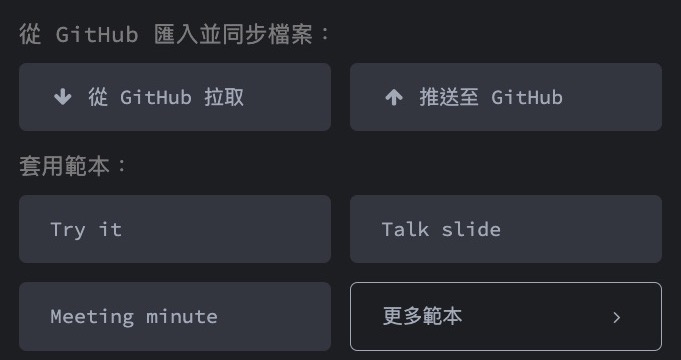 從 GitHub 匯入並同步檔案：
從 GitHub 拉取
推送至 GitHub
套用範本：
Try it
Talk slide
Meeting minute
更多範本